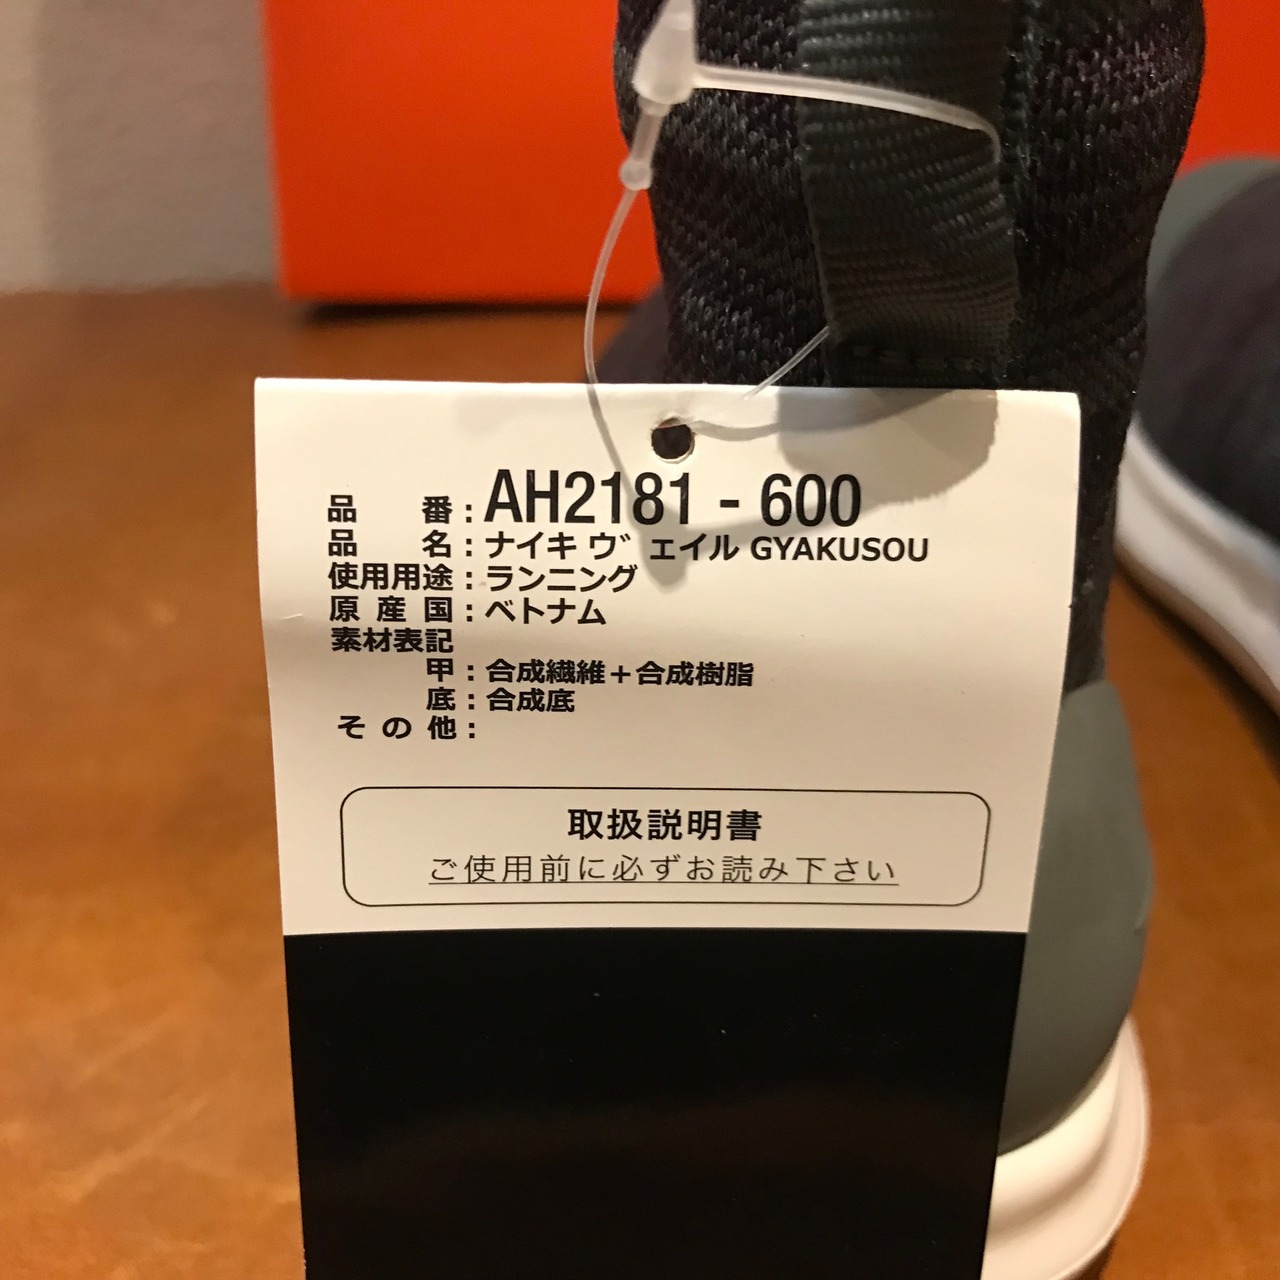 品 番：AH2181 - 600
品 名：ナイキ ヴェイル GYAKUSOU
使用用途：ランニング
原 産 国：ベトナム
素材表記
甲：合成繊維＋合成樹脂
底：合成底
そ の 他：
取扱説明書
ご使用前に必ずお読み下さい